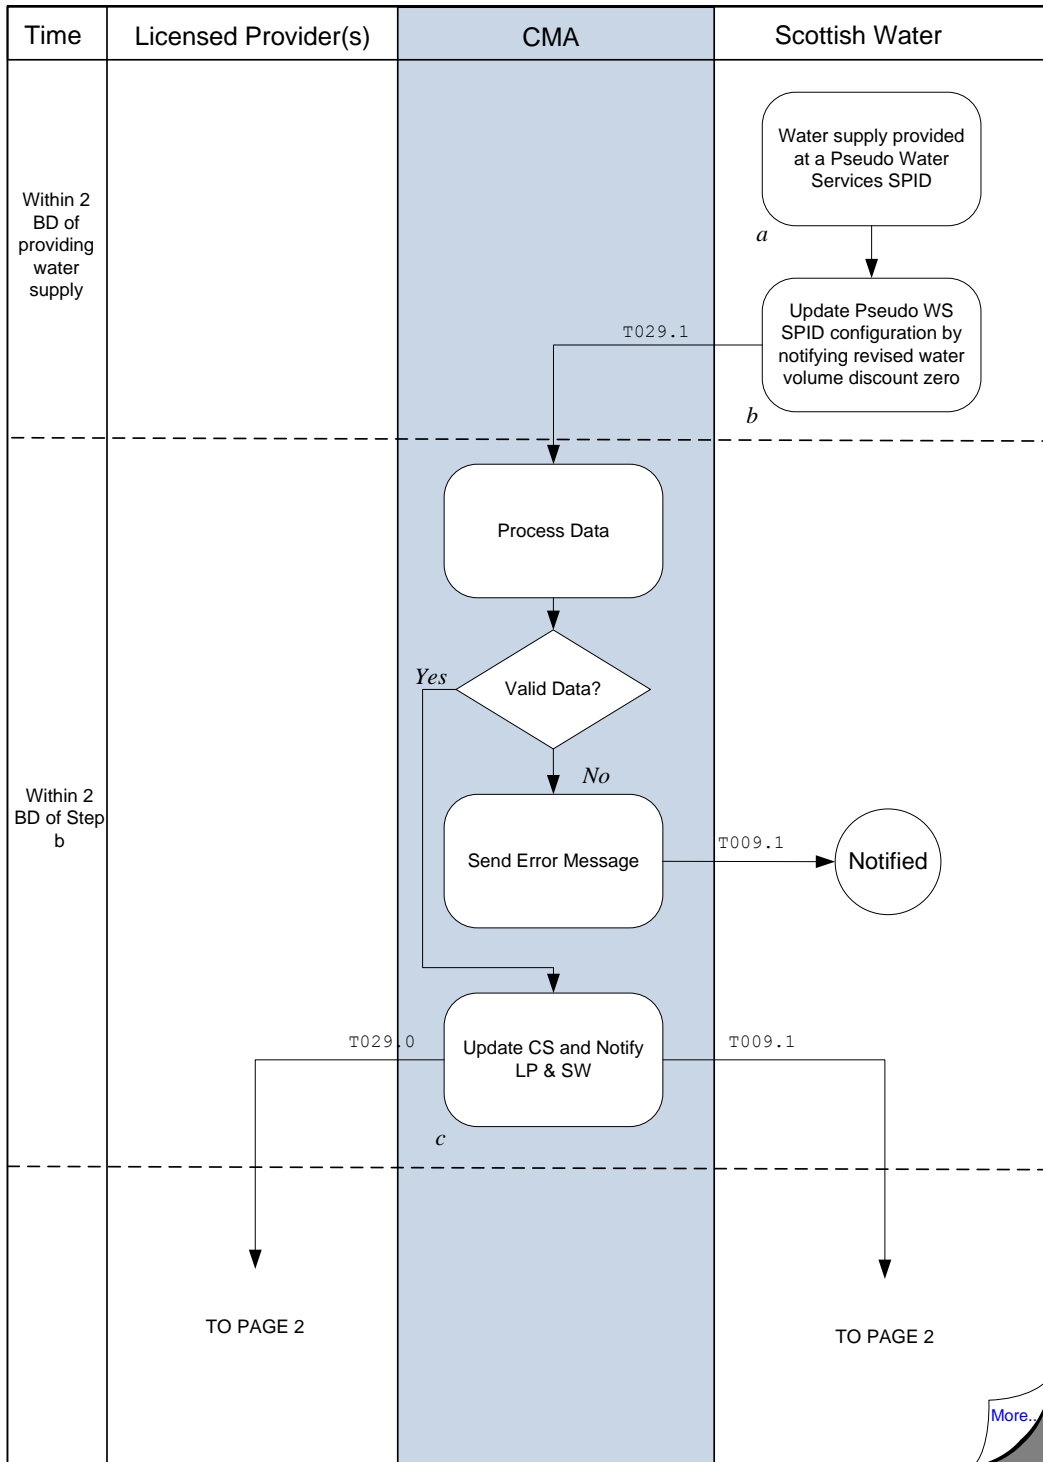 Time
Licensed Provider(s)
CMA
Scottish Water
Within 2
BD of
providing
water
supply
Water supply provided
at a Pseudo Water
Services SPID
a
Update Pseudo WS
SPID configuration by
notifying revised water
volume discount zero
T029.1
b
Within 2
BD of Step
b
Process Data
Valid Data?
Yes
No
Send Error Message
T009.1
Notified
Update CS and Notify
LP & SW
T029.0
T009.1
c
TO PAGE 2
TO PAGE 2
More..